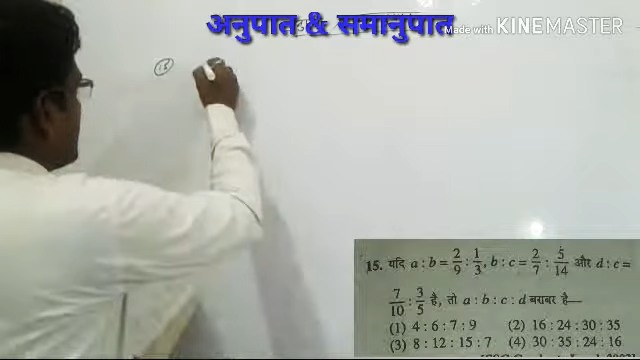 अनुपात & समानुपात
Made with KINEMASTER
15
15. यदि a : b = 2/9 : 1/3, b : c = 2/7 : 5/14 और d : c =
7/10 : 3/5 है, तो a : b : c : d बराबर है—
(1) 4 : 6 : 7 : 9 (2) 16 : 24 : 30 : 35
(3) 8 : 12 : 15 : 7 (4) 30 : 35 : 24 : 16